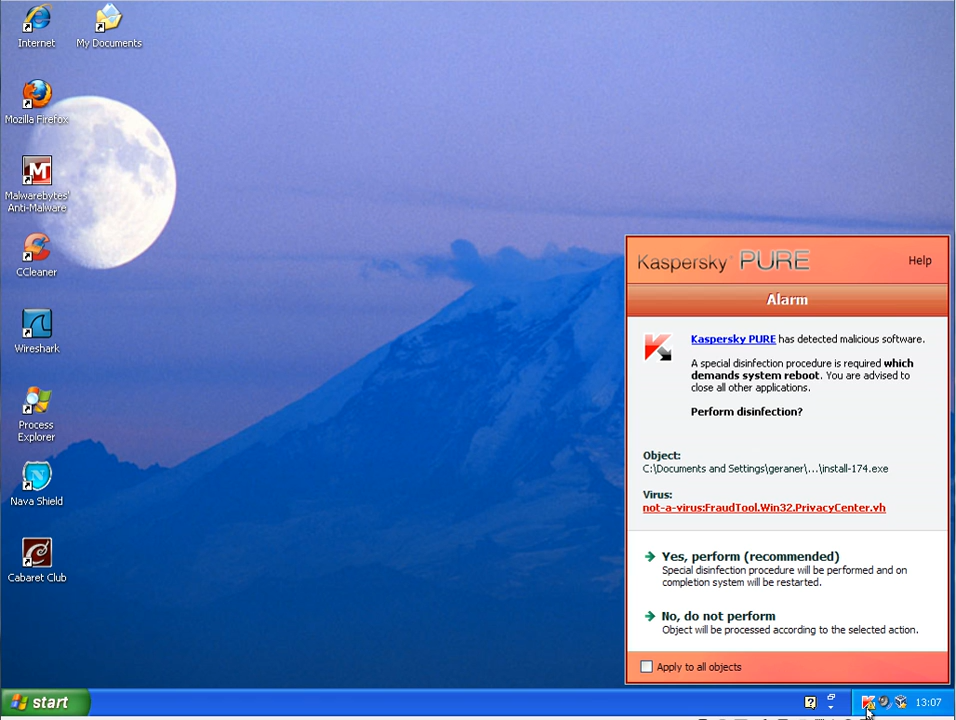 Internet
My Documents
Mozilla Firefox
Malwarebytes'
Anti-Malware
CCleaner
Wireshark
Process
Explorer
Nava Shield
Cabaret Club
Kaspersky PURE
Help
Alarm
Kaspersky PURE has detected malicious software.
A special disinfection procedure is required which
demands system reboot. You are advised to
close all other applications.
Perform disinfection?
Object:
C:\Documents and Settings\geraner\...\install-174.exe
Virus:
not-a-virus:FraudTool.Win32.PrivacyCenter.vh
Yes, perform (recommended)
Special disinfection procedure will be performed and on
completion system will be restarted.
No, do not perform
Object will be processed according to the selected action.
Apply to all objects
start
13:07